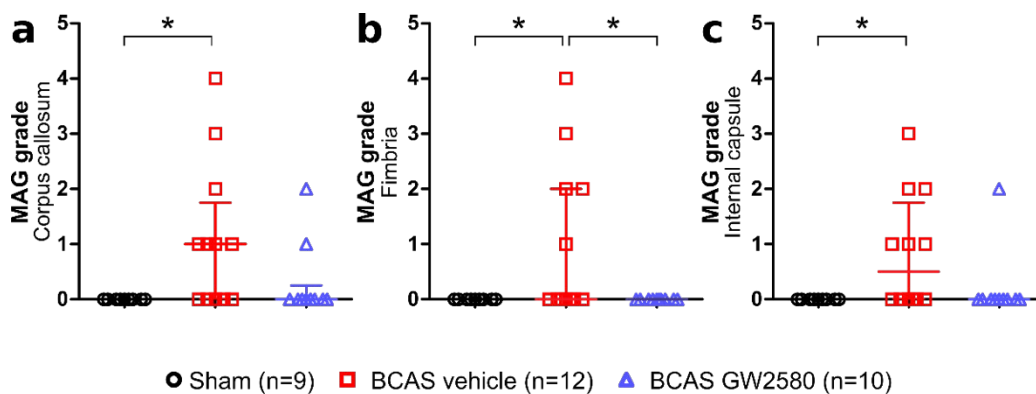 a
MAG grade
Corpus callosum
5
4
3
2
1
0
*
b
MAG grade
Fimbria
5
4
3
2
1
0
* *
c
MAG grade
Internal capsule
5
4
3
2
1
0
*
Sham (n=9) BCAS vehicle (n=12) BCAS GW2580 (n=10)